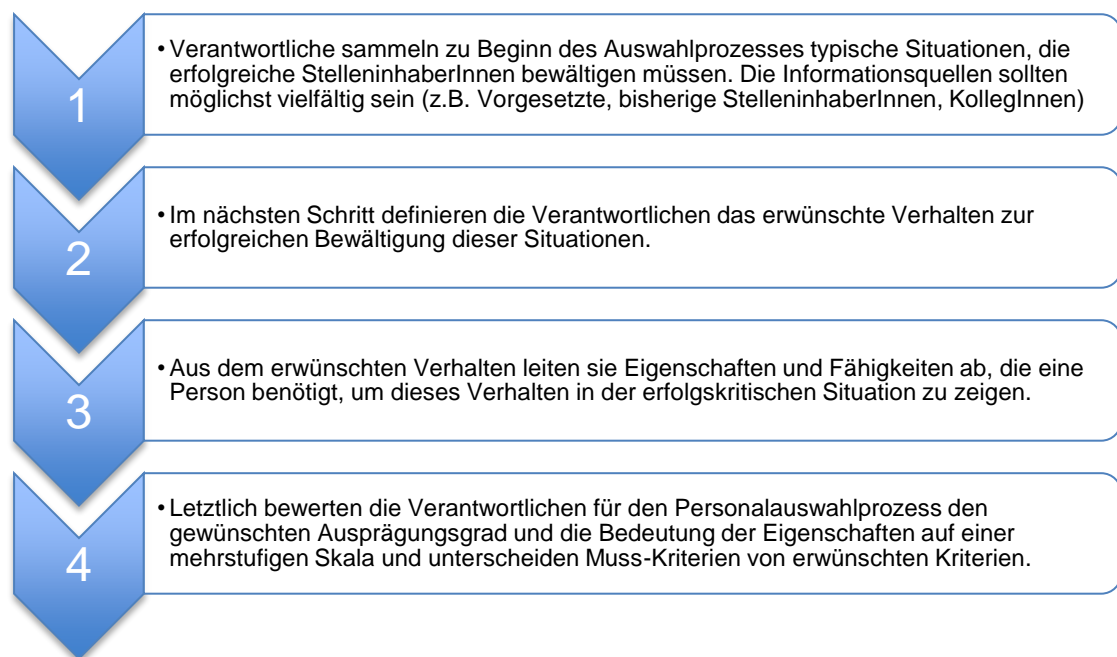 1
• Verantwortliche sammeln zu Beginn des Auswahlprozesses typische Situationen, die
erfolgreiche StelleninhaberInnen bewältigen müssen. Die Informationsquellen sollten
möglichst vielfältig sein (z.B. Vorgesetzte, bisherige StelleninhaberInnen, KollegInnen)
2
• Im nächsten Schritt definieren die Verantwortlichen das erwünschte Verhalten zur
erfolgreichen Bewältigung dieser Situationen.
3
• Aus dem erwünschten Verhalten leiten sie Eigenschaften und Fähigkeiten ab, die eine
Person benötigt, um dieses Verhalten in der erfolgskritischen Situation zu zeigen.
4
• Letztlich bewerten die Verantwortlichen für den Personalauswahlprozess den
gewünschten Ausprägungsgrad und die Bedeutung der Eigenschaften auf einer
mehrstufigen Skala und unterscheiden Muss-Kriterien von erwünschten Kriterien.